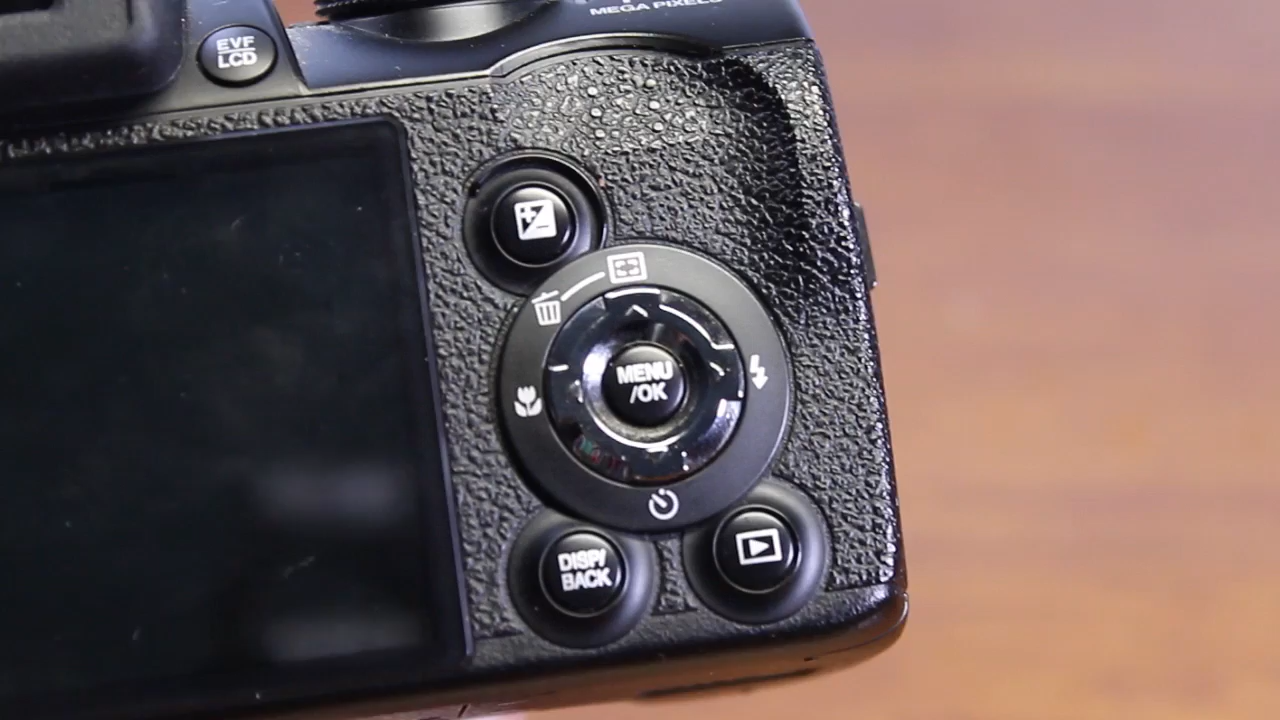 MEGA PIXELS
EVF
LCD
MENU
/OK
DISP/
BACK